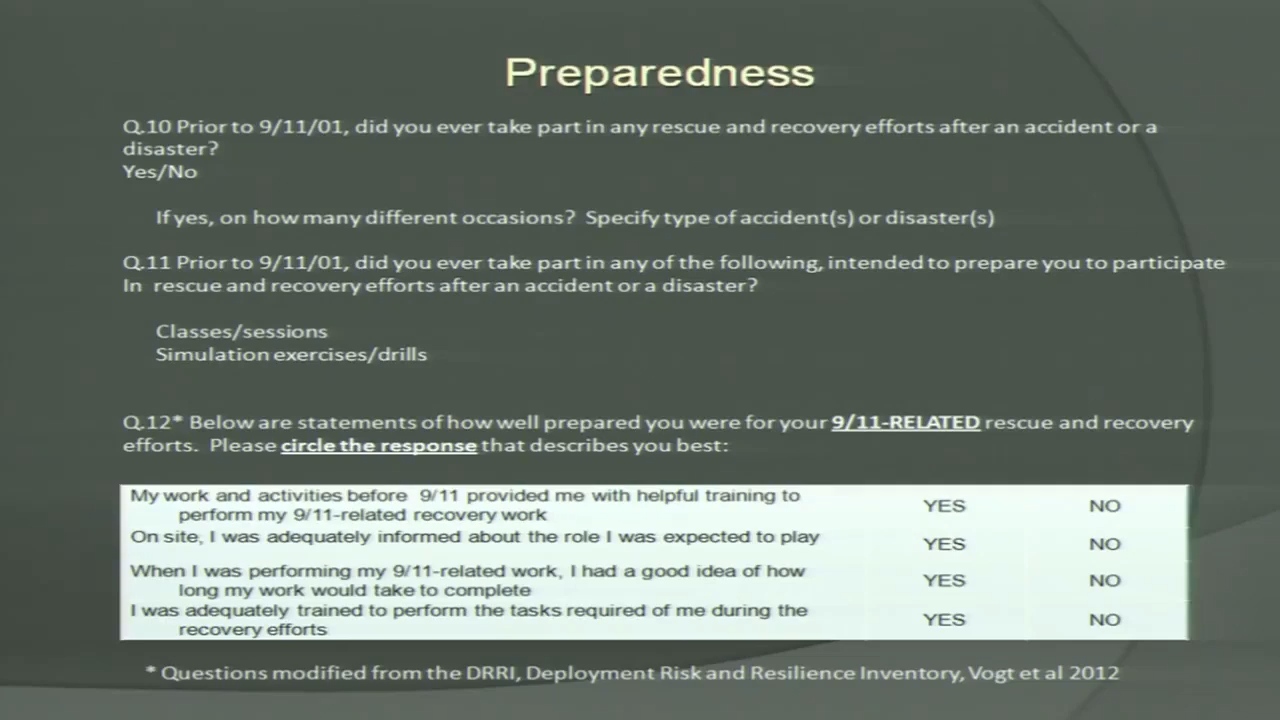 Preparedness
Q.10 Prior to 9/11/01, did you ever take part in any rescue and recovery efforts after an accident or a
disaster?
Yes/No
If yes, on how many different occasions? Specify type of accident(s) or disaster(s)
Q.11 Prior to 9/11/01, did you ever take part in any of the following, intended to prepare you to participate
In rescue and recovery efforts after an accident or a disaster?
Classes/sessions
Simulation exercises/drills
Q.12* Below are statements of how well prepared you were for your 9/11-RELATED rescue and recovery
efforts. Please circle the response that describes you best:
My work and activities before 9/11 provided me with helpful training to
perform my 9/11-related recovery work YES NO
On site, I was adequately informed about the role I was expected to play YES NO
When I was performing my 9/11-related work, I had a good idea of how
long my work would take to complete YES NO
I was adequately trained to perform the tasks required of me during the
recovery efforts YES NO
* Questions modified from the DRRI, Deployment Risk and Resilience Inventory, Vogt et al 2012